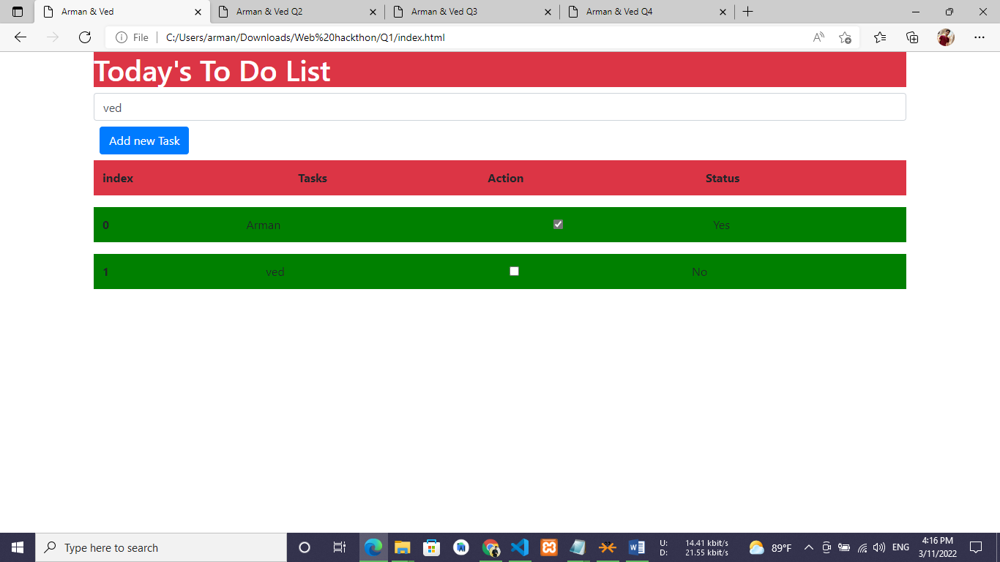 Arman & Ved Arman & Ved Q2 Arman & Ved Q3 Arman & Ved Q4
File C:/Users/arman/Downloads/Web%20hackthon/Q1/index.html
Today's To Do List
ved
Add new Task
index Tasks Action Status
0 Arman Yes
1 ved No
Type here to search
U: 14.41 kbit/s
D: 21.55 kbit/s
89°F
ENG
4:16 PM
3/11/2022